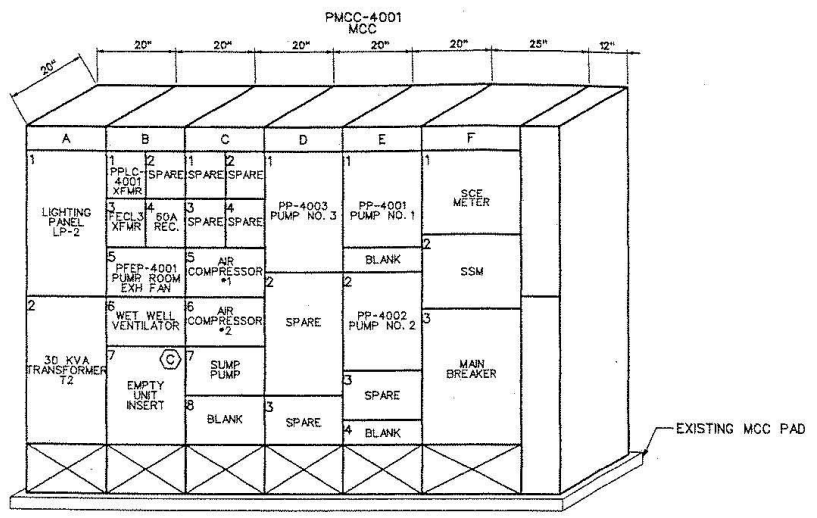 PMCC-4001
MCC
20"
20"
20"
20"
20"
20"
25"
12"
A
B
C
D
E
F
1
LIGHTING
PANEL
LP-2
2
30 KVA
TRANSFORMER
T2
1
PPLC-
4001
XFMR
2
SPARE
3
FECL3
XFMR
4
60A
REC.
5
PFEP-4001
PUMP ROOM
EXH FAN
6
WET WELL
VENTILATOR
7
C
EMPTY
UNIT
INSERT
1
SPARE
2
SPARE
3
SPARE
4
SPARE
5
AIR
COMPRESSOR
#1
6
AIR
COMPRESSOR
#2
7
SUMP
PUMP
8
BLANK
1
PP-4003
PUMP NO. 3
2
SPARE
3
SPARE
1
PP-4001
PUMP NO. 1
BLANK
2
PP-4002
PUMP NO. 2
3
SPARE
4
BLANK
1
SCE
METER
2
SSM
3
MAIN
BREAKER
EXISTING MCC PAD